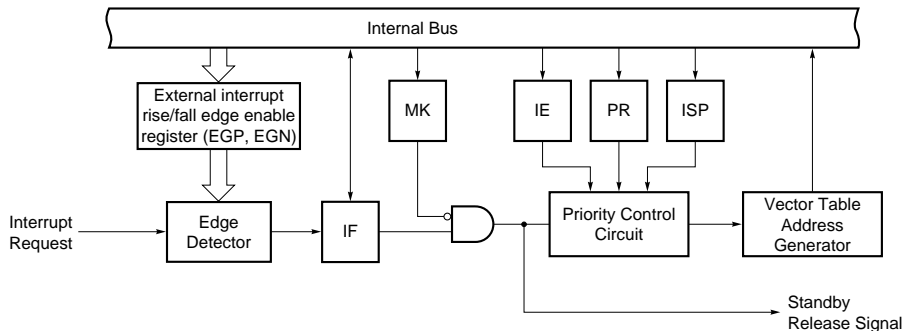 Internal Bus
External interrupt
rise/fall edge enable
register (EGP, EGN)
MK
IE
PR
ISP
Interrupt
Request
Edge
Detector
IF
Priority Control
Circuit
Vector Table
Address
Generator
Standby
Release Signal